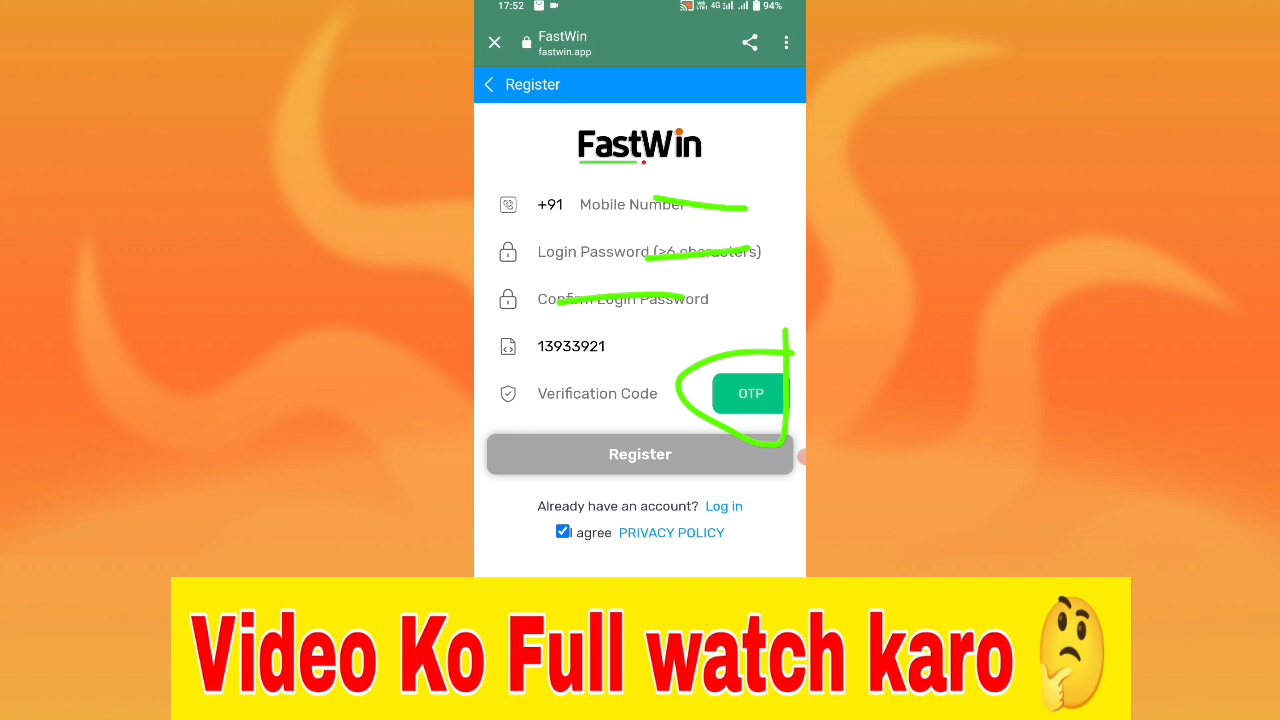 17:52 4G 94%
FastWin
fastwin.app
Register
FastWin
+91 Mobile Number
Login Password (≥6 characters)
Confirm Login Password
13933921
Verification Code OTP
Register
Already have an account? Log in
I agree PRIVACY POLICY
Video Ko Full watch karo